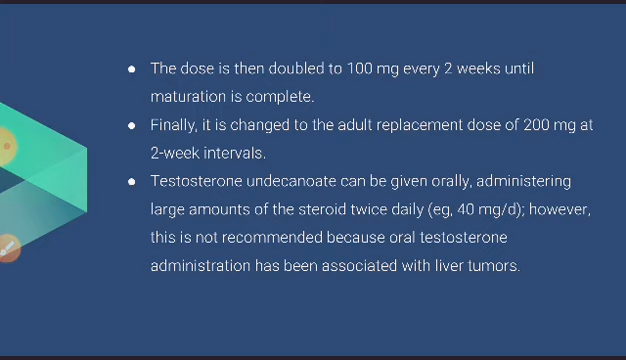 ● The dose is then doubled to 100 mg every 2 weeks until
maturation is complete.
● Finally, it is changed to the adult replacement dose of 200 mg at
2-week intervals.
● Testosterone undecanoate can be given orally, administering
large amounts of the steroid twice daily (eg, 40 mg/d); however,
this is not recommended because oral testosterone
administration has been associated with liver tumors.